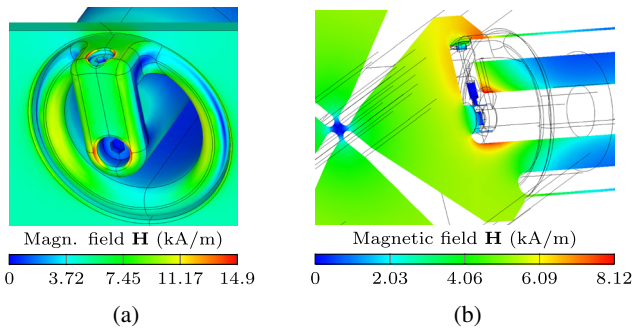 Magn. field H (kA/m)
0 3.72 7.45 11.17 14.9
(a)
(b)
Magnetic field H (kA/m)
0 2.03 4.06 6.09 8.12